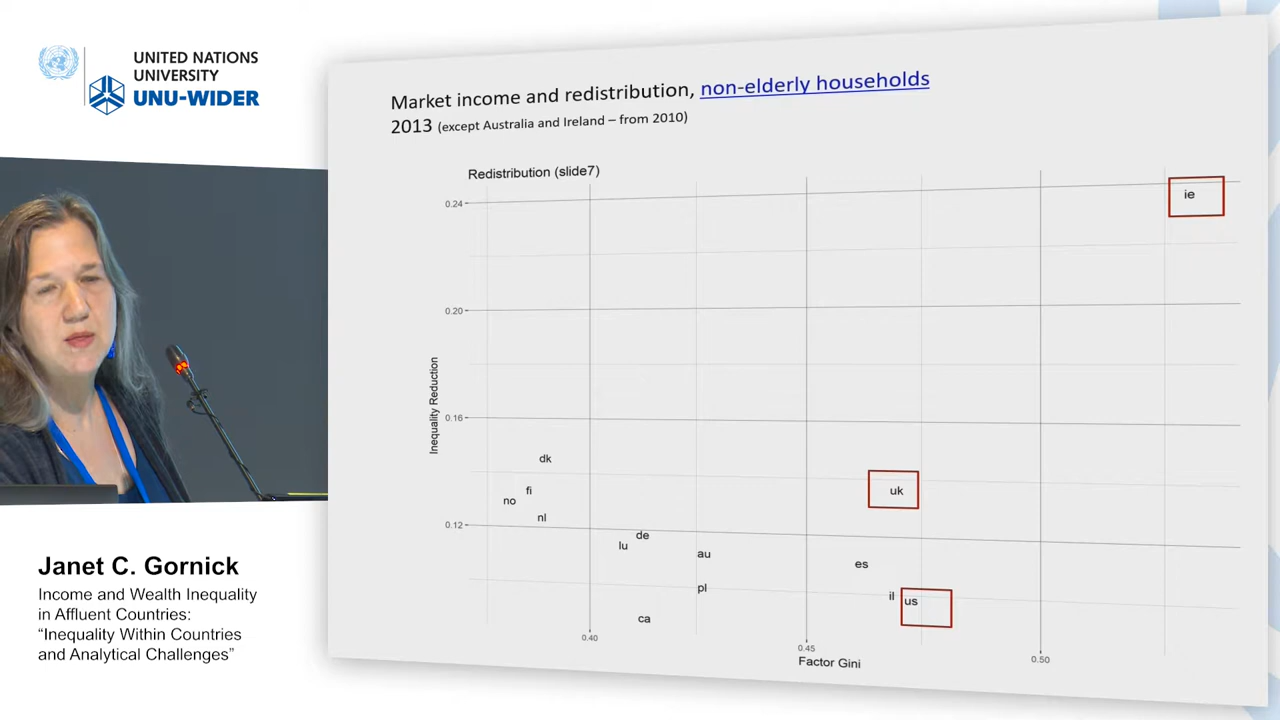 UNITED NATIONS
UNIVERSITY
UNU-WIDER
Market income and redistribution, non-elderly households
2013 (except Australia and Ireland – from 2010)
Redistribution (slide7)
0.24
ie
0.20
Inequality Reduction
0.16
dk
fi
uk
no
nl
0.12
de
lu
au
es
pl
il
us
ca
0.40
0.45
0.50
Factor Gini
Janet C. Gornick
Income and Wealth Inequality
in Affluent Countries:
“Inequality Within Countries
and Analytical Challenges”